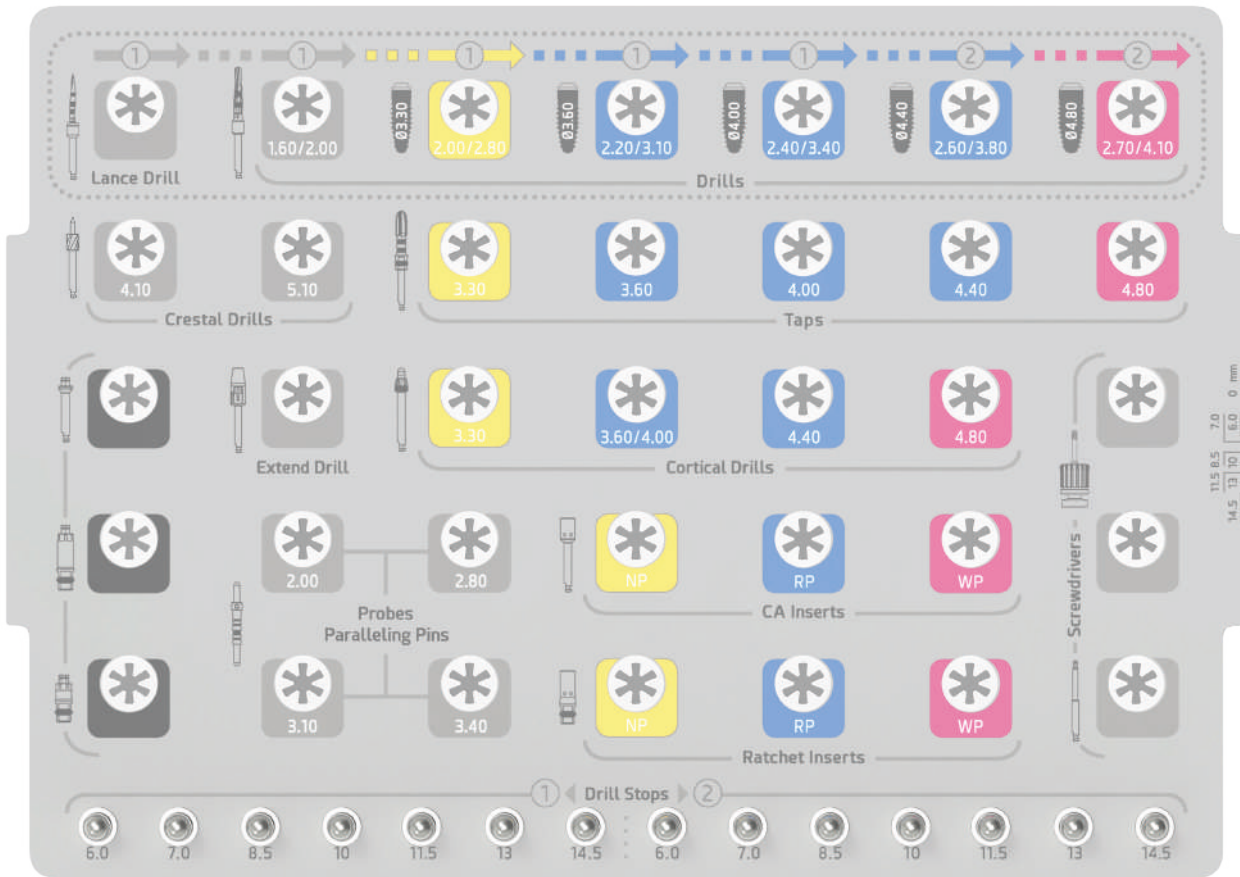 1 1 1 1 1 2 2
Ø3.30 Ø3.60 Ø4.00 Ø4.40 Ø4.80
1.60/2.00 2.00/2.80 2.20/3.10 2.40/3.40 2.60/3.80 2.70/4.10
Lance Drill Drills
4.10 5.10 3.30 3.60 4.00 4.40 4.80
Crestal Drills Taps
3.30 3.60/4.00 4.40 4.80
Extend Drill Cortical Drills
2.00 2.80 NP RP WP
CA Inserts
Probes
Paralleling Pins
Screwdrivers
3.10 3.40 NP RP WP
Ratchet Inserts
14.5 13 11.5 10 8.5 7.0 6.0 0 mm
1 Drill Stops 2
6.0 7.0 8.5 10 11.5 13 14.5 6.0 7.0 8.5 10 11.5 13 14.5